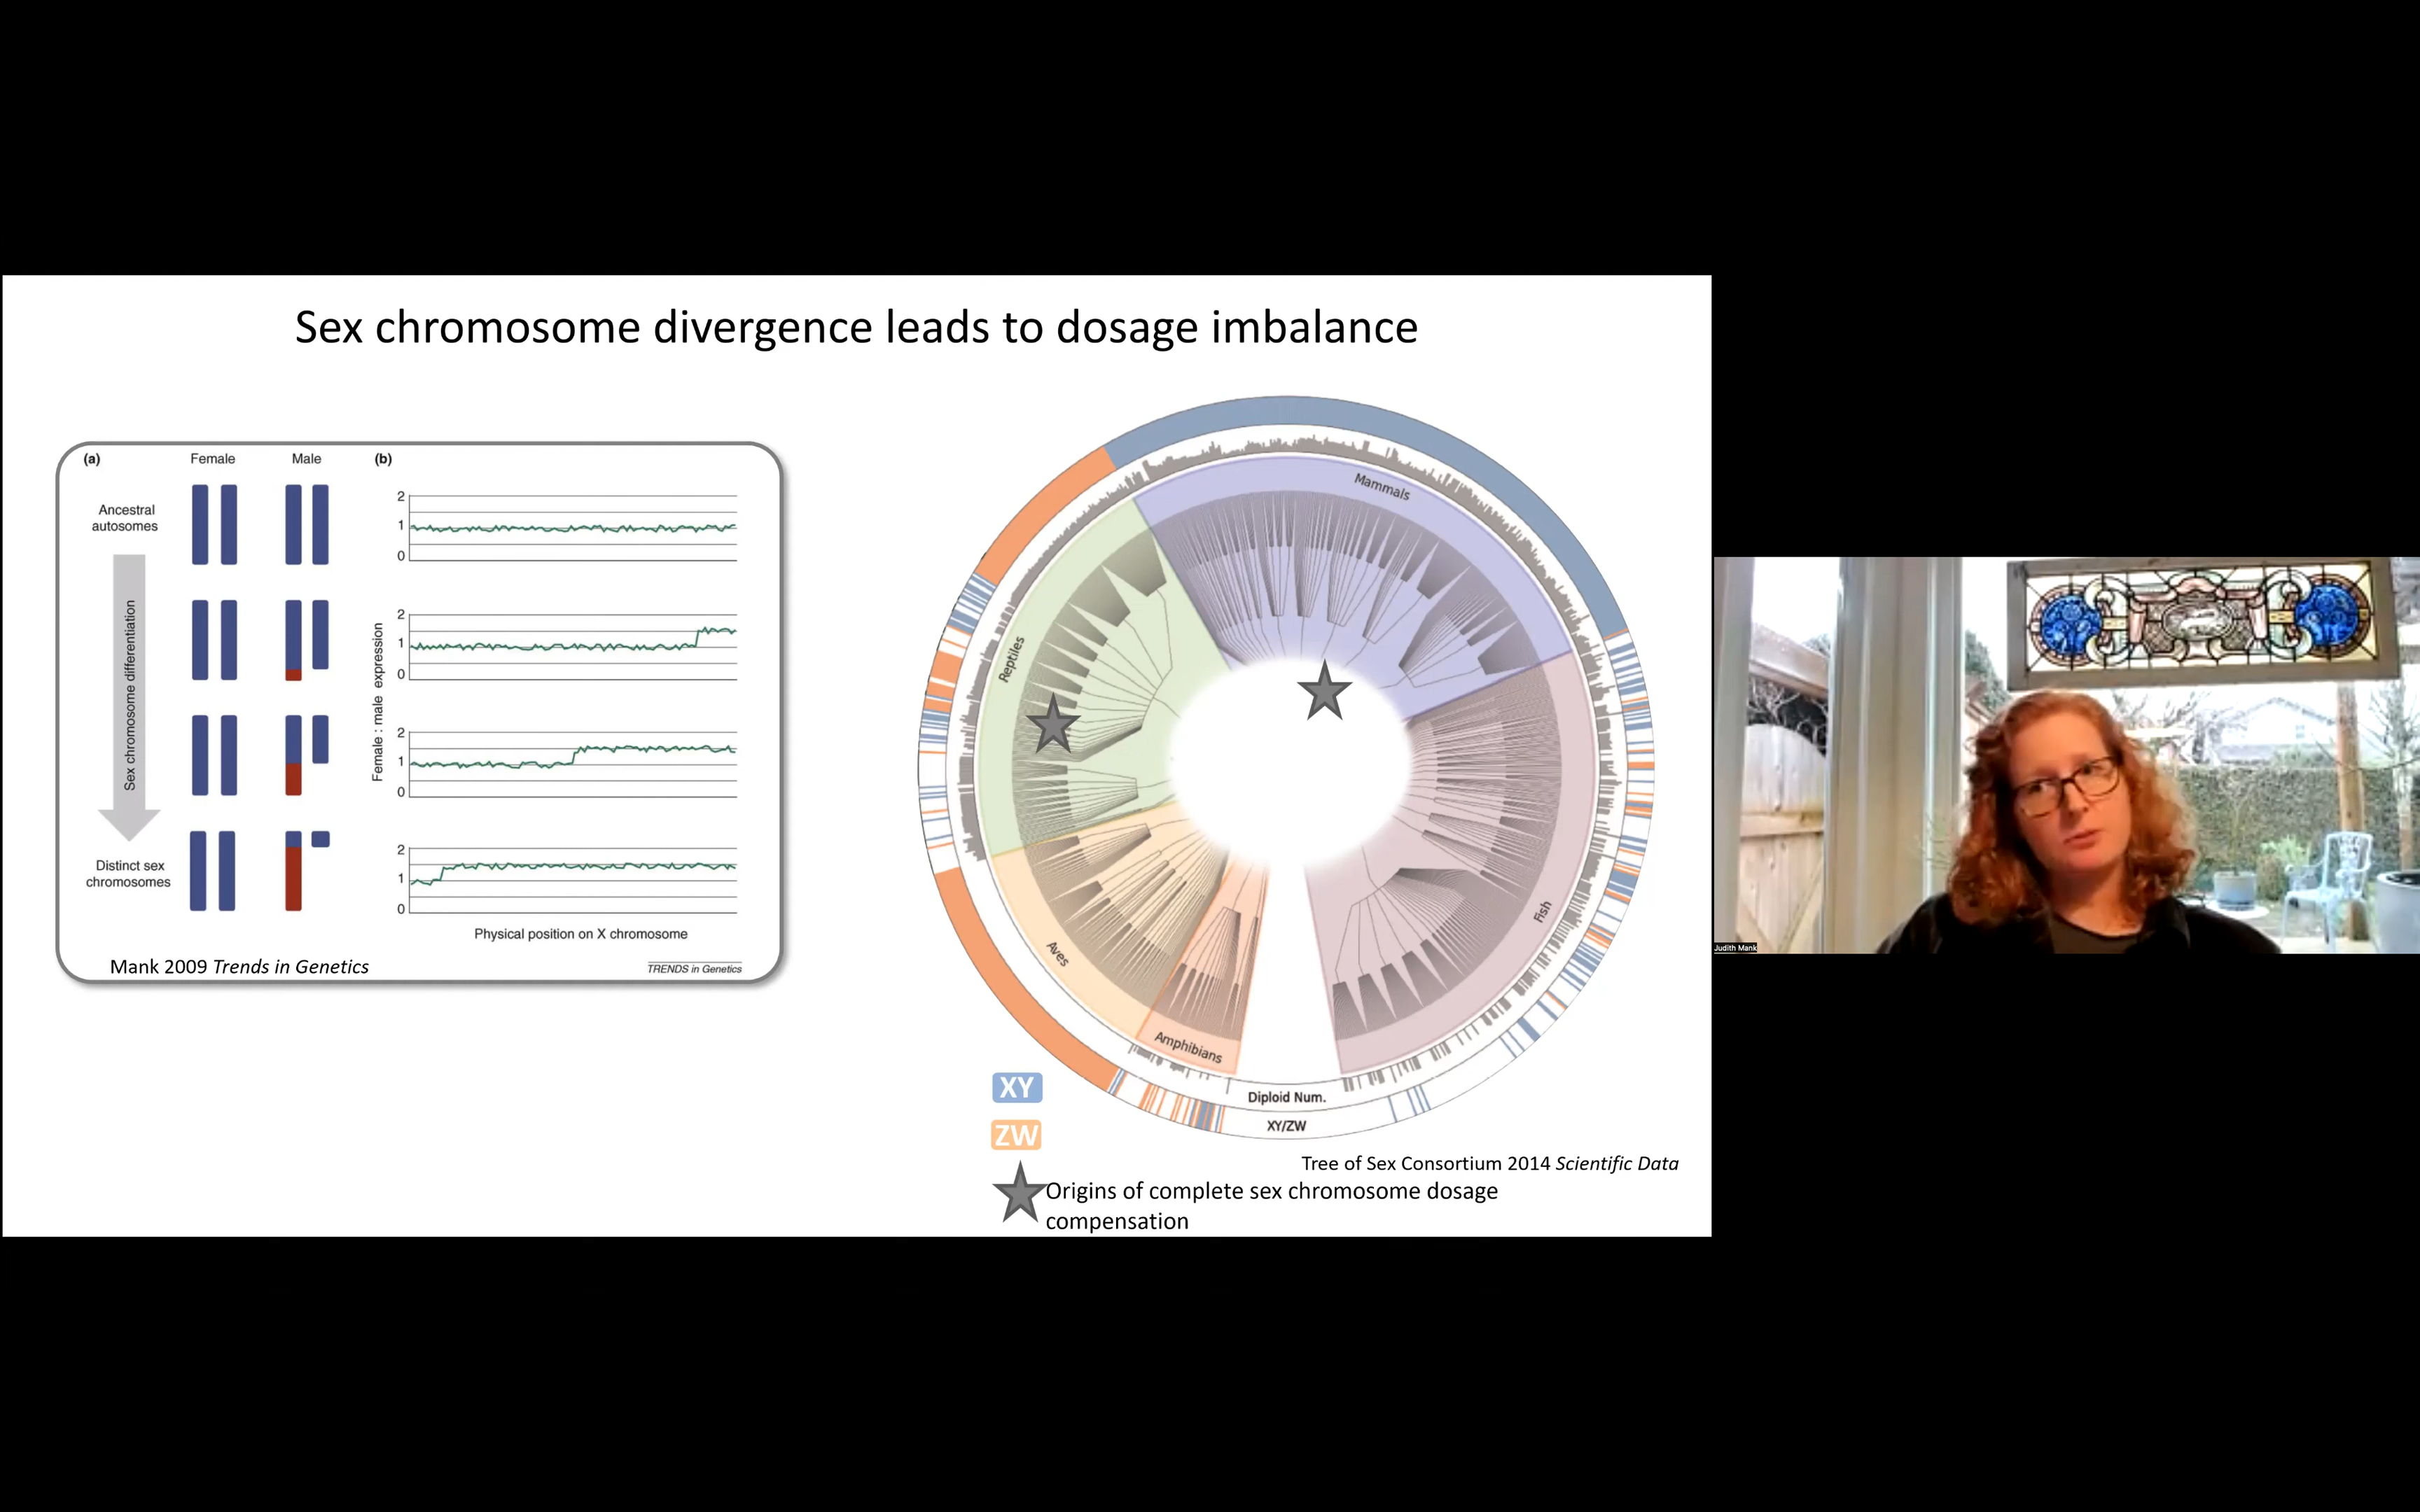 Sex chromosome divergence leads to dosage imbalance
(a)
Female
Male
(b)
Ancestral
autosomes
Sex chromosome differentiation
Distinct sex
chromosomes
Female : male expression
2
1
0
2
1
0
2
1
0
2
1
0
Physical position on X chromosome
Mank 2009 Trends in Genetics
TRENDS in Genetics
Mammals
Reptiles
Fish
Aves
Amphibians
Diploid Num.
XY/ZW
XY
ZW
Tree of Sex Consortium 2014 Scientific Data
Origins of complete sex chromosome dosage
compensation
Judith Mank